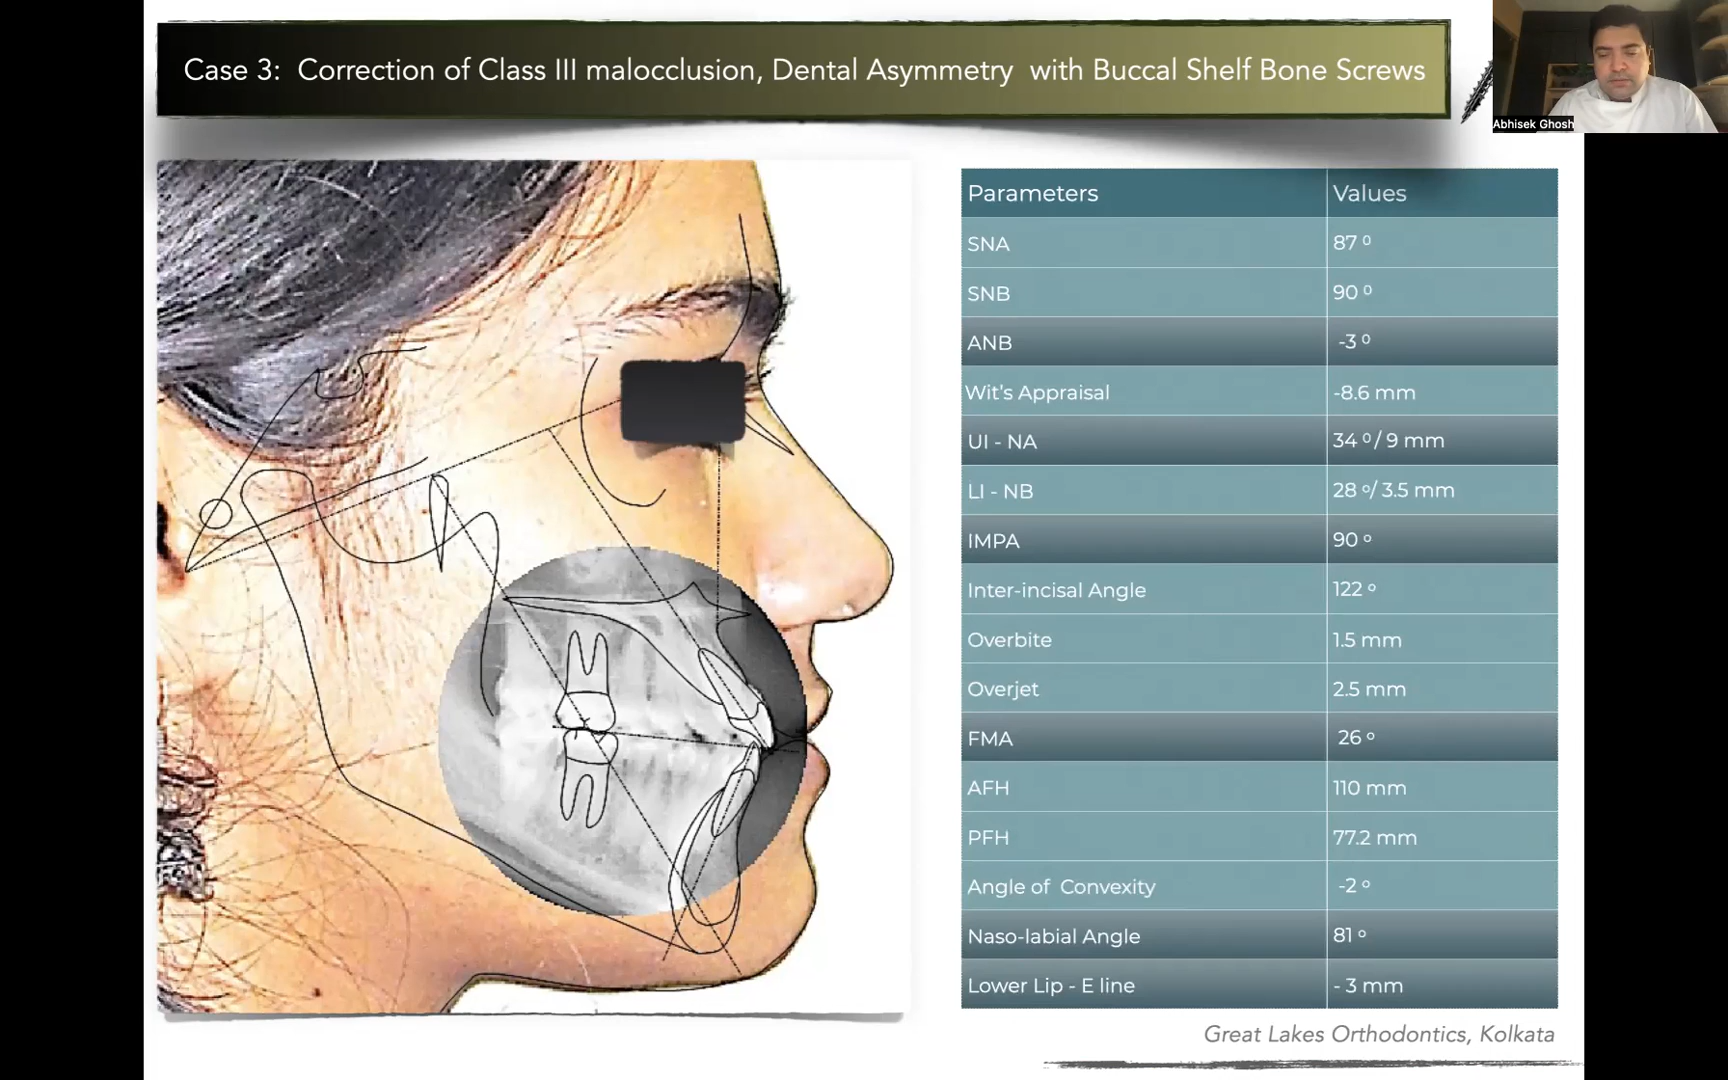 Case 3:  Correction of Class III malocclusion, Dental Asymmetry  with Buccal Shelf Bone Screws
Abhisek Ghosh
Parameters Values
SNA 87 º
SNB 90 º
ANB -3 º
Wit's Appraisal -8.6 mm
UI - NA 34 º / 9 mm
LI - NB 28 º/ 3.5 mm
IMPA 90 º
Inter-incisal Angle 122 º
Overbite 1.5 mm
Overjet 2.5 mm
FMA 26 º
AFH 110 mm
PFH 77.2 mm
Angle of  Convexity -2 º
Naso-labial Angle 81 º
Lower Lip - E line - 3 mm
Great Lakes Orthodontics, Kolkata